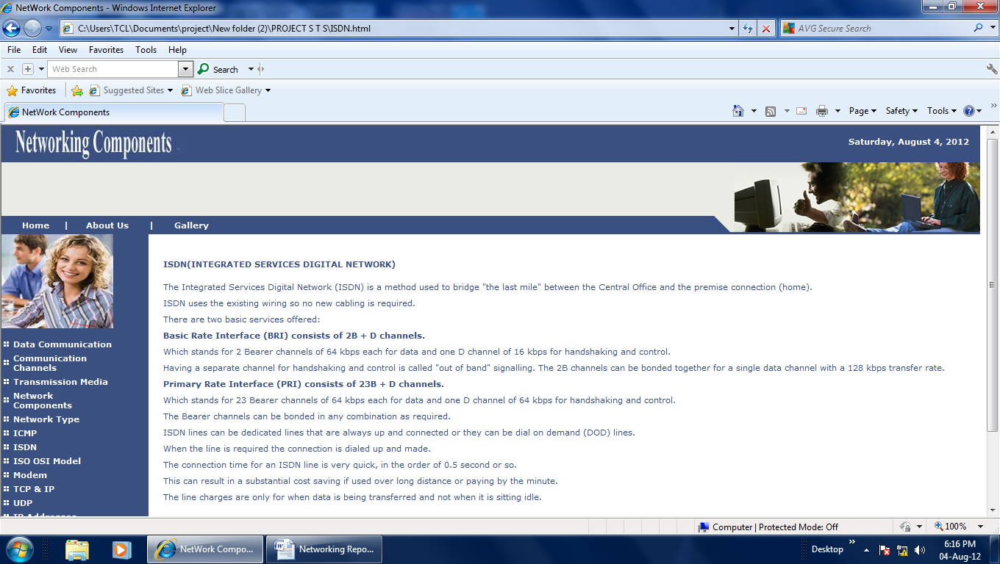 NetWork Components - Windows Internet Explorer
C:\Users\TCL\Documents\project\New folder (2)\PROJECT S T S\ISDN.html
AVG Secure Search
File Edit View Favorites Tools Help
Web Search
Search
Favorites
Suggested Sites
Web Slice Gallery
NetWork Components
Page
Safety
Tools
Networking Components
Saturday, August 4, 2012
Home | About Us | Gallery
Data Communication
Communication
Channels
Transmission Media
Network
Components
Network Type
ICMP
ISDN
ISO OSI Model
Modem
TCP & IP
UDP
IP Addresses
ISDN(INTEGRATED SERVICES DIGITAL NETWORK)
The Integrated Services Digital Network (ISDN) is a method used to bridge "the last mile" between the Central Office and the premise connection (home).
ISDN uses the existing wiring so no new cabling is required.
There are two basic services offered:
Basic Rate Interface (BRI) consists of 2B + D channels.
Which stands for 2 Bearer channels of 64 kbps each for data and one D channel of 16 kbps for handshaking and control.
Having a separate channel for handshaking and control is called "out of band" signalling. The 2B channels can be bonded together for a single data channel with a 128 kbps transfer rate.
Primary Rate Interface (PRI) consists of 23B + D channels.
Which stands for 23 Bearer channels of 64 kbps each for data and one D channel of 64 kbps for handshaking and control.
The Bearer channels can be bonded in any combination as required.
ISDN lines can be dedicated lines that are always up and connected or they can be dial on demand (DOD) lines.
When the line is required the connection is dialed up and made.
The connection time for an ISDN line is very quick, in the order of 0.5 second or so.
This can result in a substantial cost saving if used over long distance or paying by the minute.
The line charges are only for when data is being transferred and not when it is sitting idle.
Computer | Protected Mode: Off
100%
NetWork Compo...
Networking Repo...
Desktop
6:16 PM
04-Aug-12